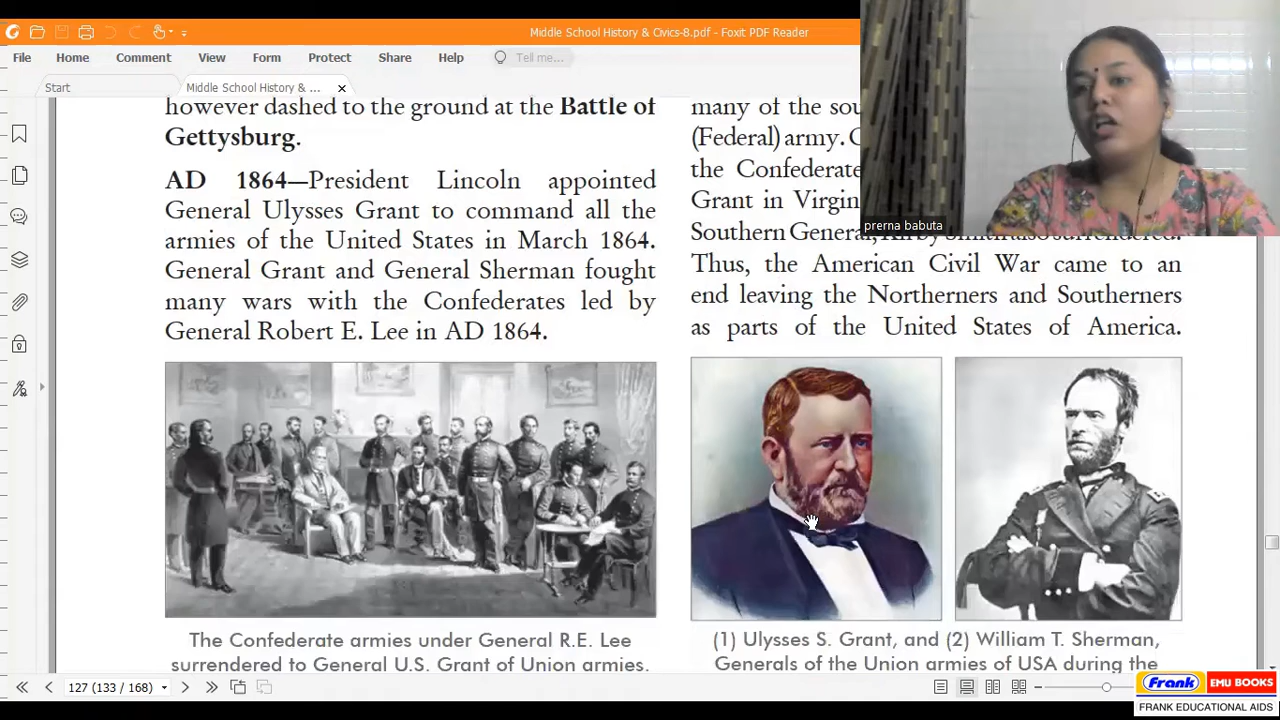 Middle School History & Civics-8.pdf - Foxit PDF Reader
File Home Comment View Form Protect Share Help Tell me...
Start Middle School History & ...
however dashed to the ground at the Battle of
Gettysburg.
AD 1864—President Lincoln appointed
General Ulysses Grant to command all the
armies of the United States in March 1864.
General Grant and General Sherman fought
many wars with the Confederates led by
General Robert E. Lee in AD 1864.
The Confederate armies under General R.E. Lee
surrendered to General U.S. Grant of Union armies.
many of the sou
(Federal) army.
the Confederate
Grant in Virgin
Southern General, Kirby Smith also surrendered.
Thus, the American Civil War came to an
end leaving the Northerners and Southerners
as parts of the United States of America.
(1) Ulysses S. Grant, and (2) William T. Sherman,
Generals of the Union armies of USA during the
prerna babuta
127 (133 / 168)
Frank EMU BOOKS
FRANK EDUCATIONAL AIDS